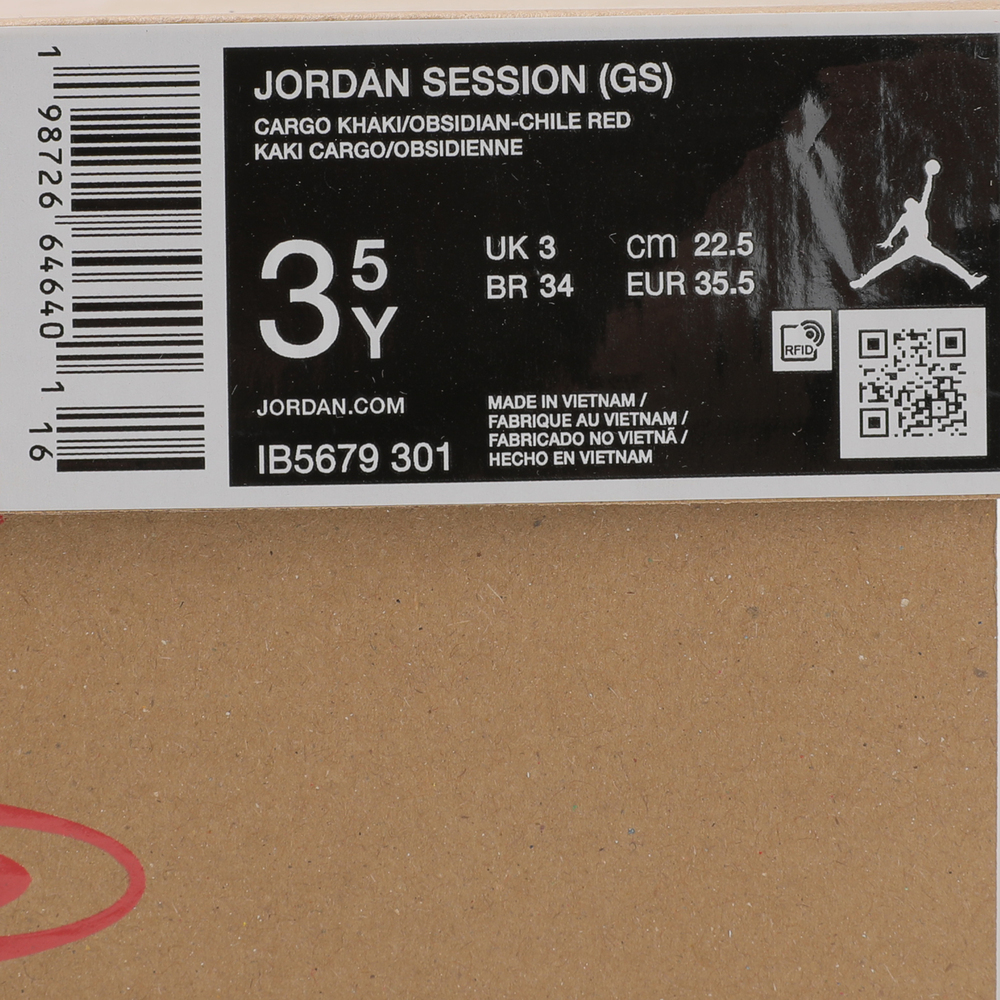 1 98726 64640 1 16
JORDAN SESSION (GS)
CARGO KHAKI/OBSIDIAN-CHILE RED
KAKI CARGO/OBSIDIENNE
3 5 Y
UK 3 cm 22.5
BR 34 EUR 35.5
RFID
JORDAN.COM
IB5679 301
MADE IN VIETNAM /
FABRIQUE AU VIETNAM /
FABRICADO NO VIETNÃ /
HECHO EN VIETNAM